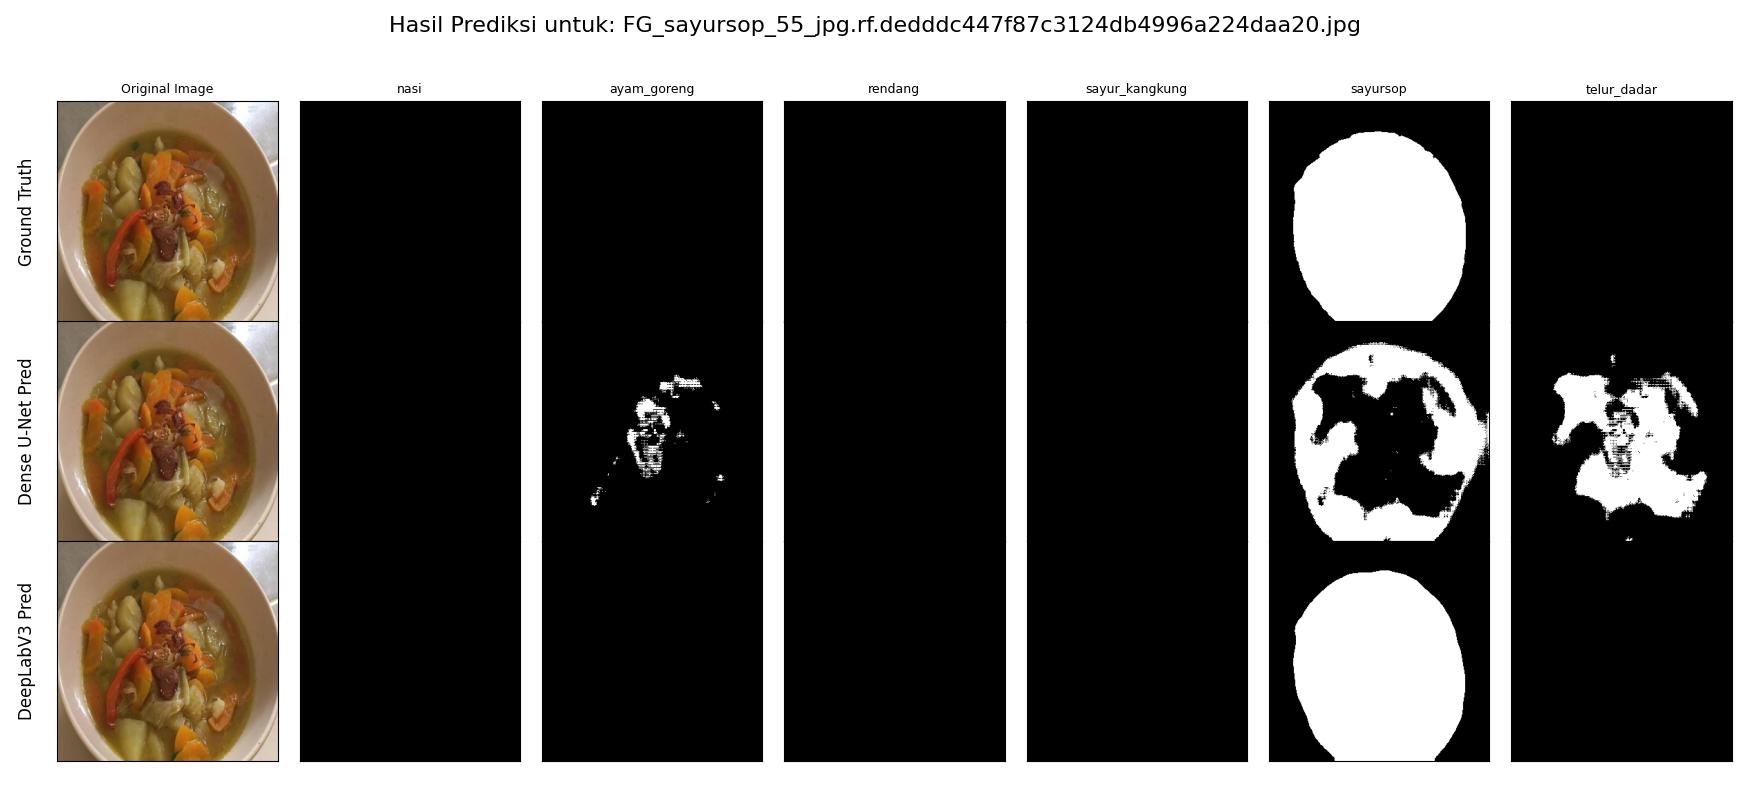 Hasil Prediksi untuk: FG_sayursop_55_jpg.rf.dedddc447f87c3124db4996a224daa20.jpg
Original Image
nasi
ayam_goreng
rendang
sayur_kangkung
sayursop
telur_dadar
Ground Truth
Dense U-Net Pred
DeepLabV3 Pred